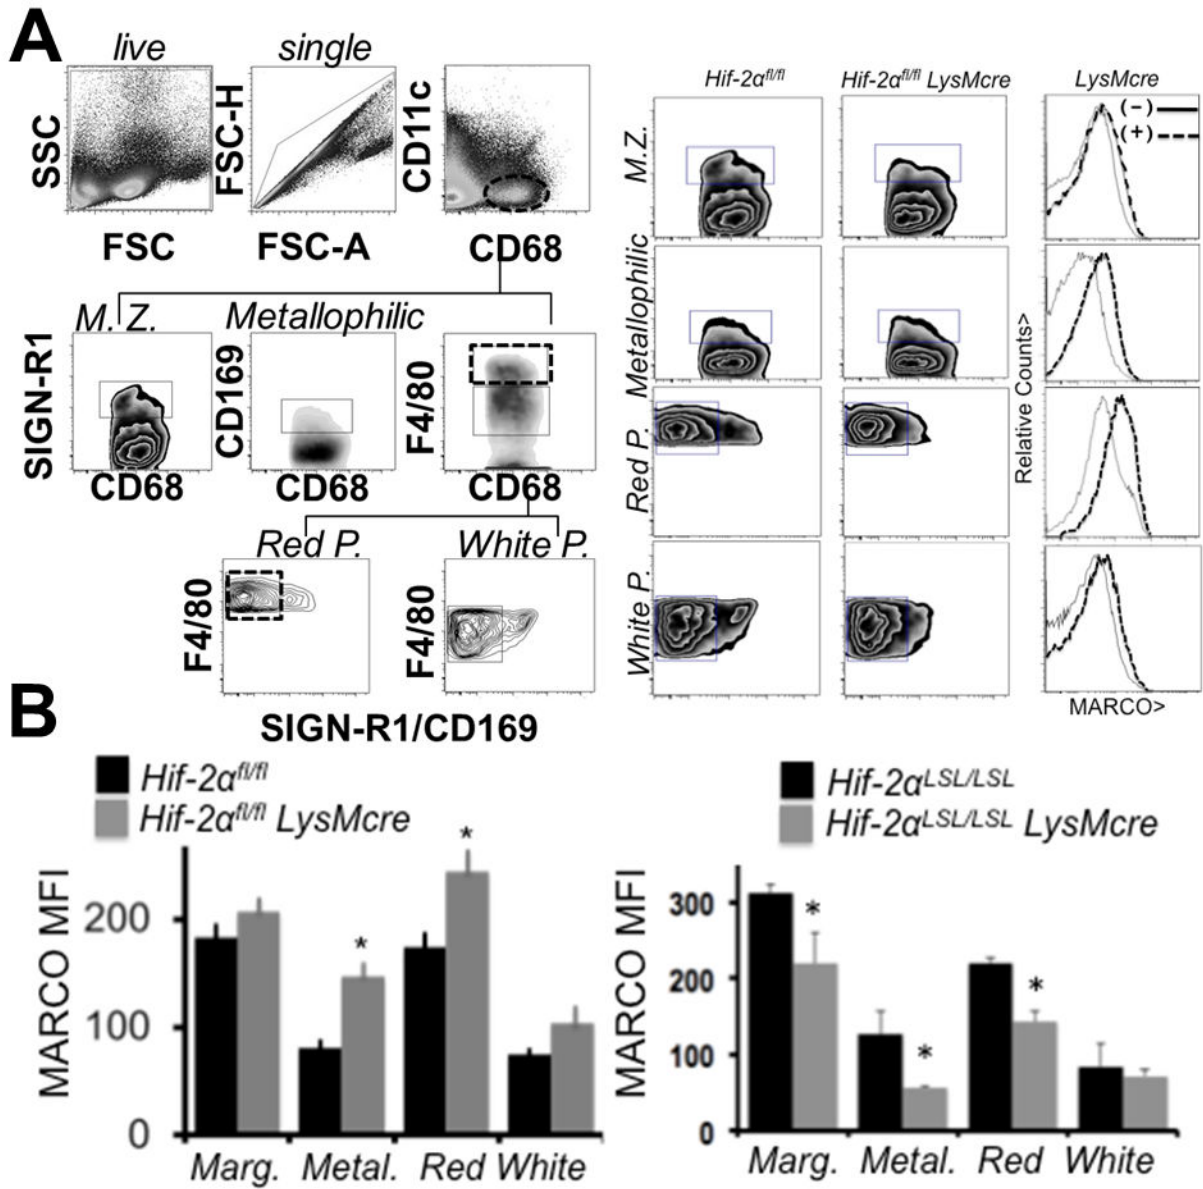 A
live
single
SSC
FSC-H
CD11c
FSC
FSC-A
CD68
M. Z.
Metallophilic
SIGN-R1
CD169
F4/80
CD68
CD68
CD68
Red P.
White P.
F4/80
F4/80
SIGN-R1/CD169
Hif-2α^fl/fl
Hif-2α^fl/fl LysMcre
LysMcre
(-)
(+)
M.Z.
Metallophilic
Red P.
White P.
Relative Counts>
MARCO>
B
Hif-2α^fl/fl
Hif-2α^fl/fl LysMcre
MARCO MFI
200
100
0
*
*
Marg. Metal. Red White
Hif-2α^LSL/LSL
Hif-2α^LSL/LSL LysMcre
MARCO MFI
300
200
100
0
*
*
*
Marg. Metal. Red White